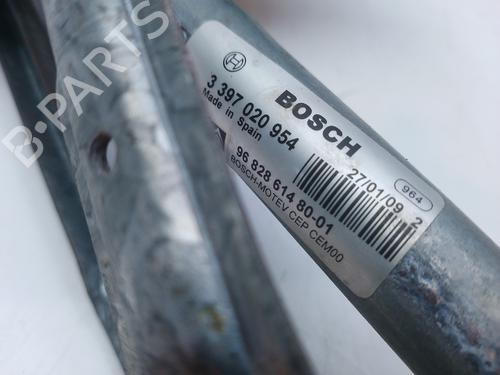 B-PARTS
BOSCH
3 397 020 954
Made in Spain
96 828 614 80-01
BOSCH-MOTEV CEP CEM00
27/01/09 2
964